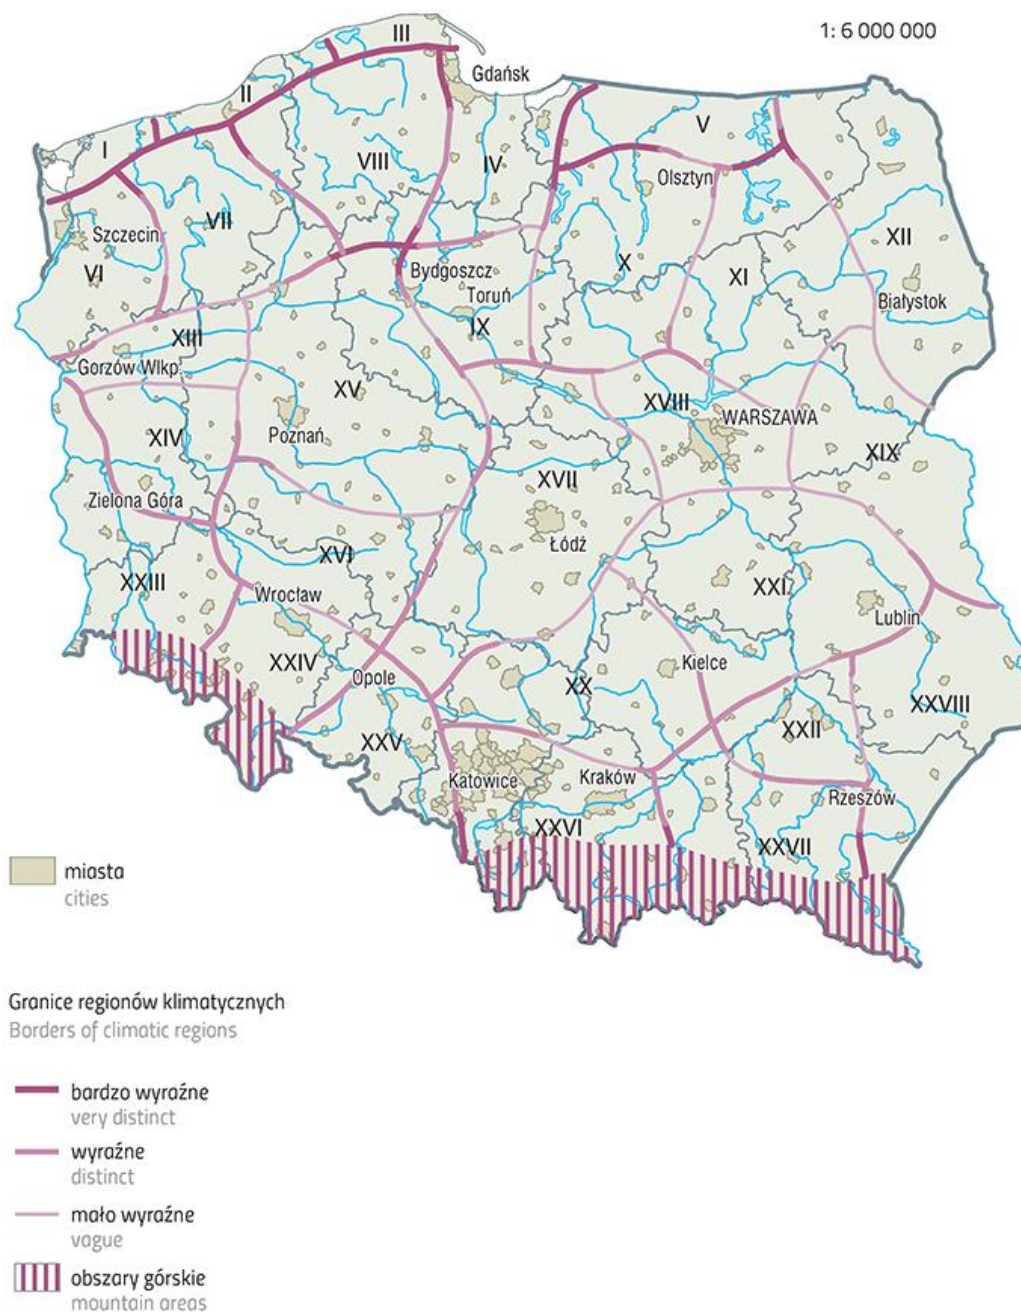 1: 6 000 000
III
Gdańsk
II
V
I
VIII
IV
Olsztyn
VII
XII
Szczecin
VI
X
XI
Bydgoszcz
Toruń
Białystok
IX
XIII
Gorzów Wlkp.
XV
XVIII
WARSZAWA
XIV
Poznań
XIX
XVII
Zielona Góra
Łódź
XVI
XXIII
XXI
Wrocław
Lublin
XXIV
Kielce
Opole
XX
XXVIII
XXII
XXV
Katowice
Kraków
Rzeszów
XXVI
XXVII
miasta
cities
Granice regionów klimatycznych
Borders of climatic regions
bardzo wyraźne
very distinct
wyraźne
distinct
mało wyraźne
vague
obszary górskie
mountain areas